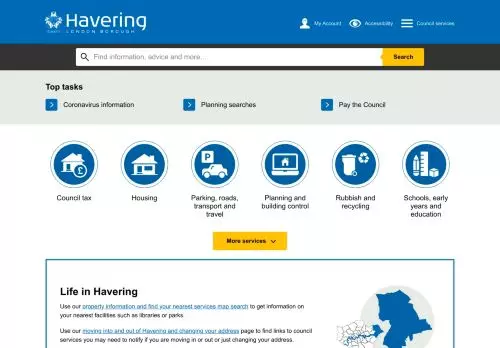 Havering
LONDON BOROUGH
My Account
Accessibility
Council services
Find information, advice and more...
Search
Top tasks
Coronavirus information
Planning searches
Pay the Council
Council tax
Housing
Parking, roads,
transport and
travel
Planning and
building control
Rubbish and
recycling
Schools, early
years and
education
More services
Life in Havering
Use our property information and find your nearest services map search to get information on
your nearest facilities such as libraries or parks.
Use our moving into and out of Havering and changing your address page to find links to council
services you may need to notify if you are moving in or out or just changing your address.